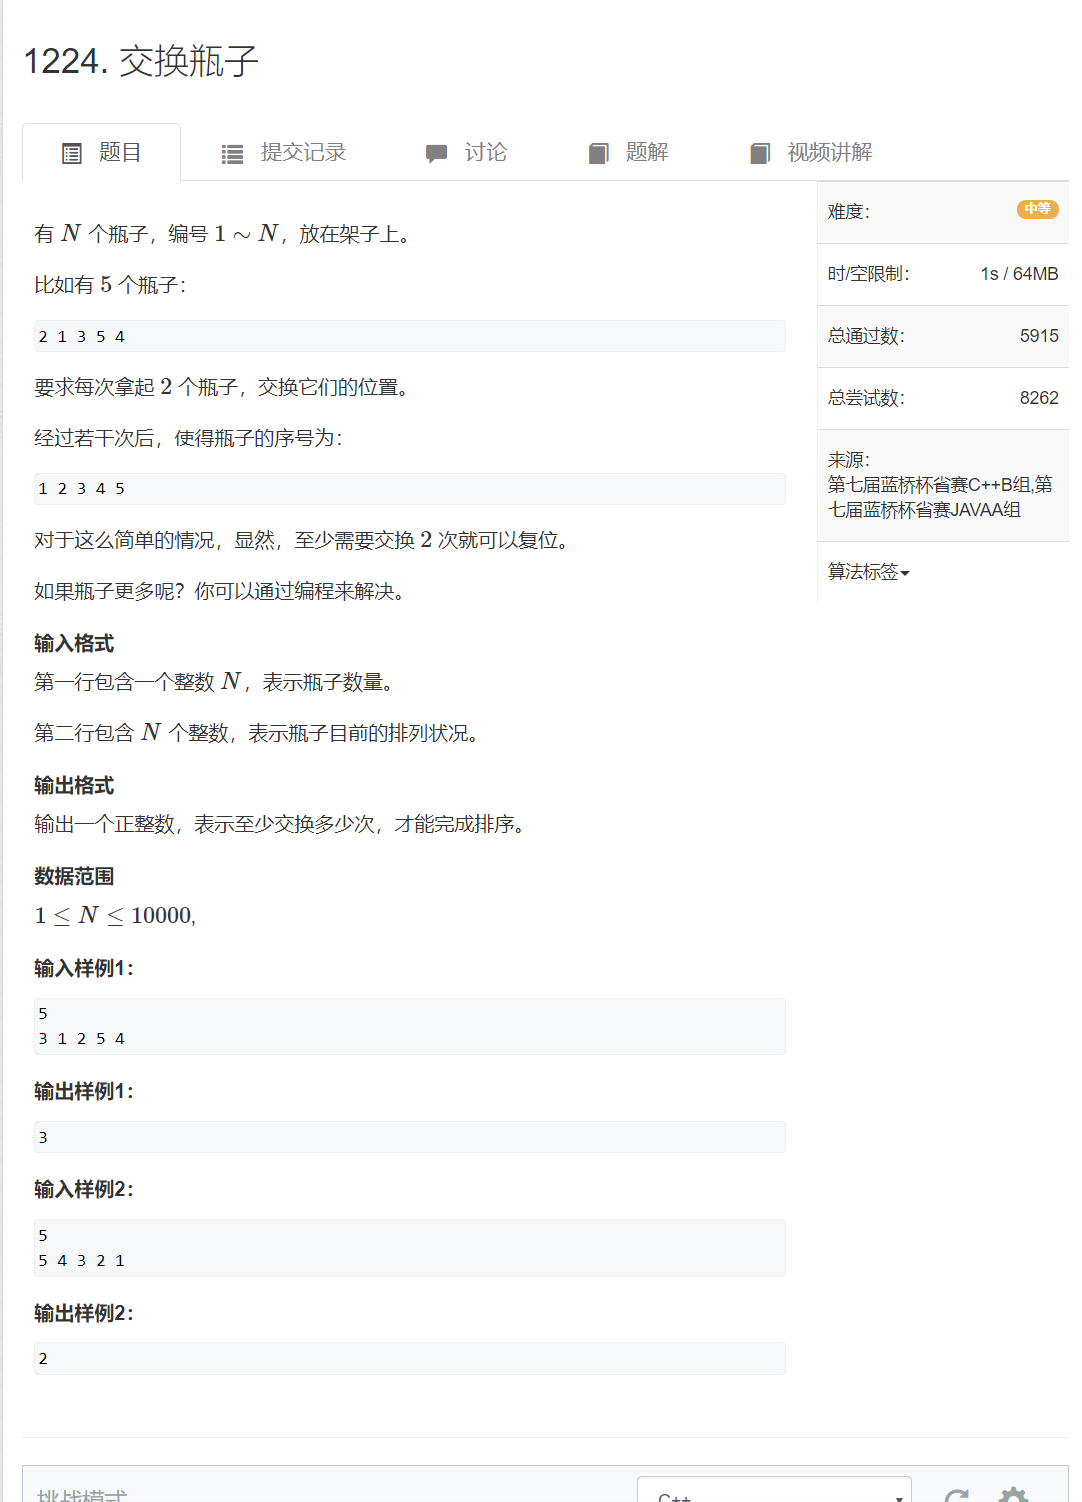 1224. 交换瓶子
题目
提交记录
讨论
题解
视频讲解
有 N 个瓶子，编号 1 ∼ N，放在架子上。
比如有 5 个瓶子：
2 1 3 5 4
要求每次拿起 2 个瓶子，交换它们的位置。
经过若干次后，使得瓶子的序号为：
1 2 3 4 5
对于这么简单的情况，显然，至少需要交换 2 次就可以复位。
如果瓶子更多呢？你可以通过编程来解决。
输入格式
第一行包含一个整数 N，表示瓶子数量。
第二行包含 N 个整数，表示瓶子目前的排列状况。
输出格式
输出一个正整数，表示至少交换多少次，才能完成排序。
数据范围
1 ≤ N ≤ 10000,
输入样例1：
5
3 1 2 5 4
输出样例1：
3
输入样例2：
5
5 4 3 2 1
输出样例2：
2
难度：
中等
时/空限制： 1s / 64MB
总通过数： 5915
总尝试数： 8262
来源：
第七届蓝桥杯省赛C++B组,第
七届蓝桥杯省赛JAVAA组
算法标签
挑战模式
C++